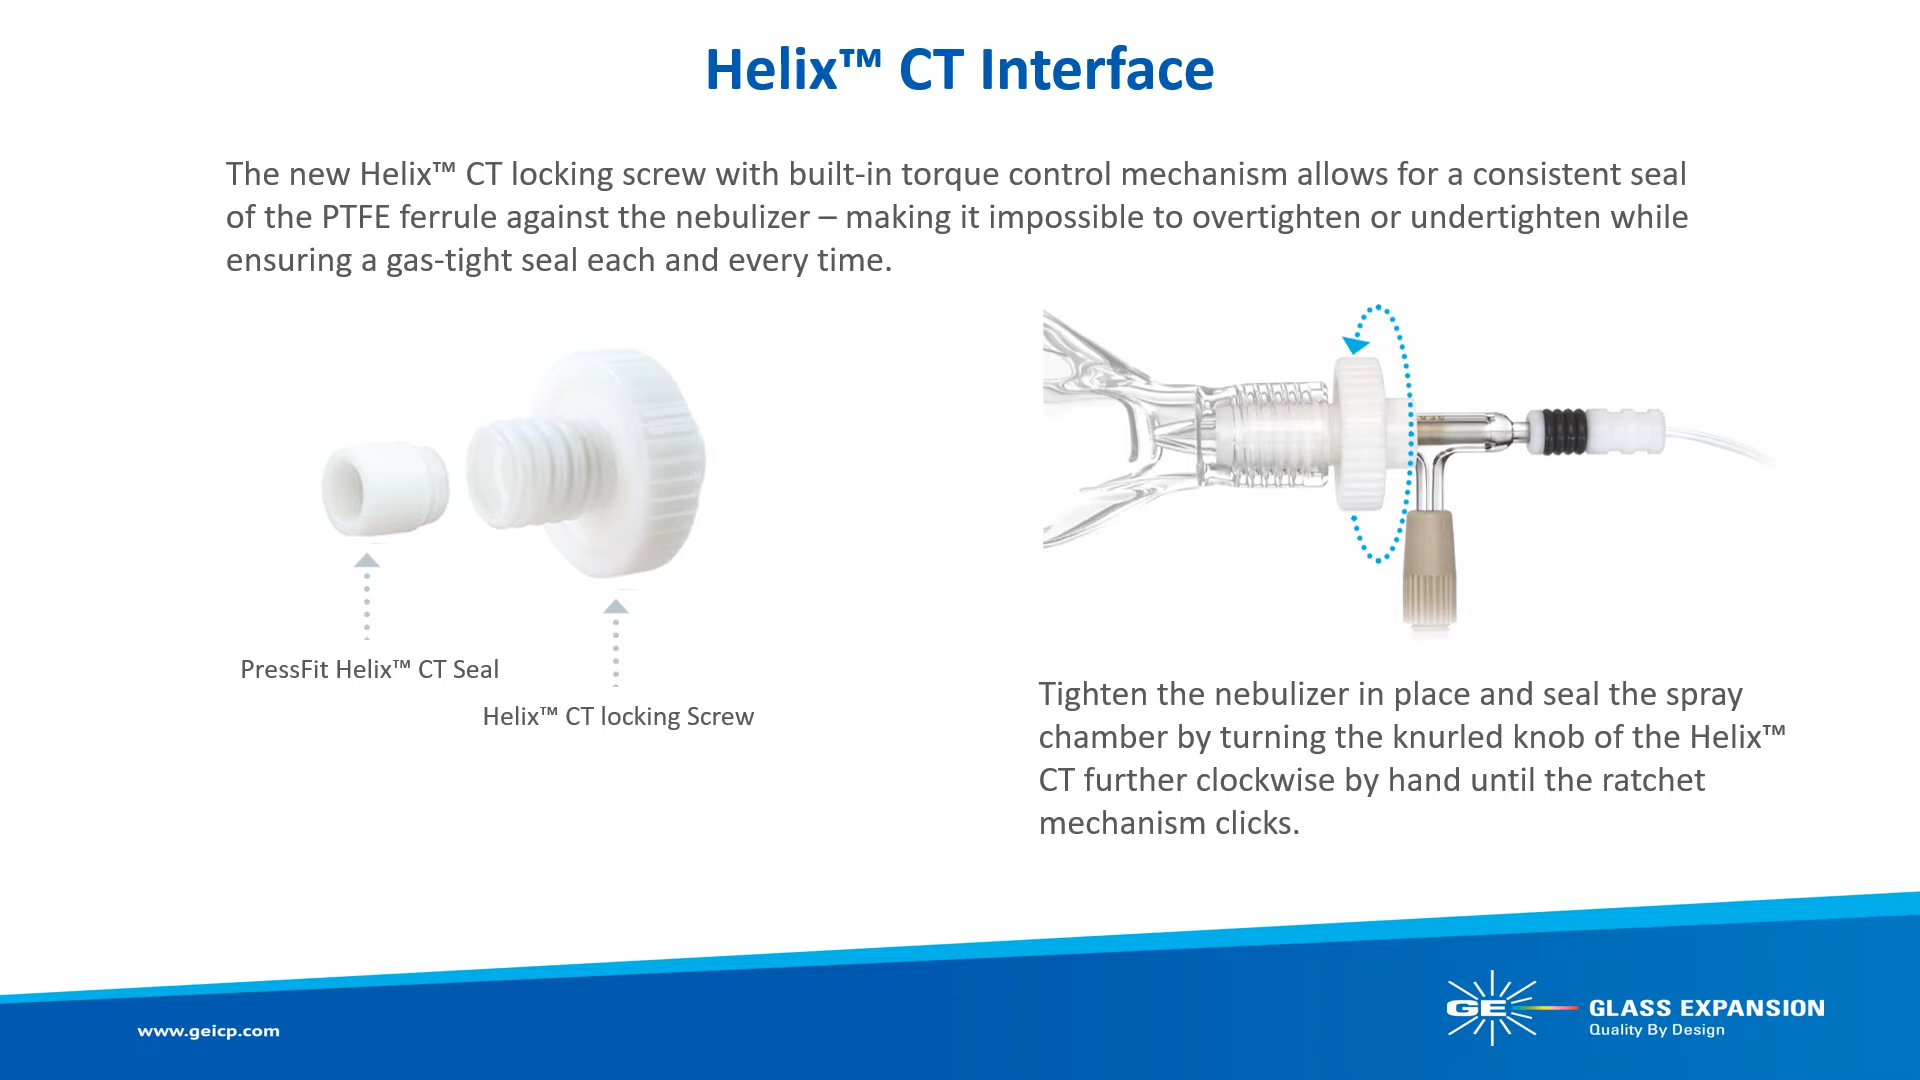 Helix™ CT Interface
The new Helix™ CT locking screw with built-in torque control mechanism allows for a consistent seal
of the PTFE ferrule against the nebulizer – making it impossible to overtighten or undertighten while
ensuring a gas-tight seal each and every time.
PressFit Helix™ CT Seal
Helix™ CT locking Screw
Tighten the nebulizer in place and seal the spray
chamber by turning the knurled knob of the Helix™
CT further clockwise by hand until the ratchet
mechanism clicks.
www.geicp.com
GE
GLASS EXPANSION
Quality By Design